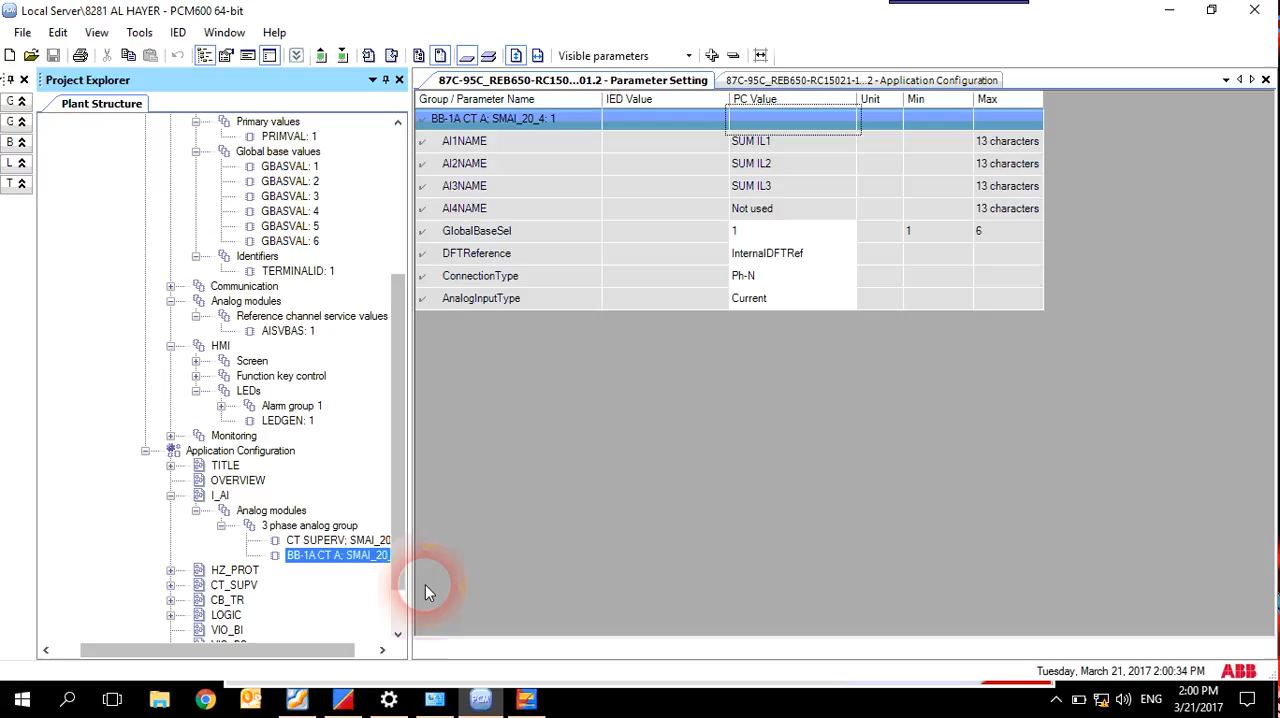 Local Server\8281 AL HAYER - PCM600 64-bit
File Edit View Tools IED Window Help
Visible parameters
Project Explorer
87C-95C_REB650-RC150...01.2 - Parameter Setting
87C-95C_REB650-RC15021-1...2 - Application Configuration
Plant Structure
Group / Parameter Name IED Value PC Value Unit Min Max
BB-1A CT A; SMAI_20_4: 1
AI1NAME SUM IL1 13 characters
AI2NAME SUM IL2 13 characters
AI3NAME SUM IL3 13 characters
AI4NAME Not used 13 characters
GlobalBaseSel 1 1 6
DFTReference InternalDFTRef
ConnectionType Ph-N
AnalogInputType Current
G
G
B
L
T
Primary values
PRIMVAL: 1
Global base values
GBASVAL: 1
GBASVAL: 2
GBASVAL: 3
GBASVAL: 4
GBASVAL: 5
GBASVAL: 6
Identifiers
TERMINALID: 1
Communication
Analog modules
Reference channel service values
AISVBAS: 1
HMI
Screen
Function key control
LEDs
Alarm group 1
LEDGEN: 1
Monitoring
Application Configuration
TITLE
OVERVIEW
I_AI
Analog modules
3 phase analog group
CT SUPERV; SMAI_20
BB-1A CT A; SMAI_20_
HZ_PROT
CT_SUPV
CB_TR
LOGIC
VIO_BI
Tuesday, March 21, 2017 2:00:34 PM ABB
PCM
ENG
2:00 PM
3/21/2017